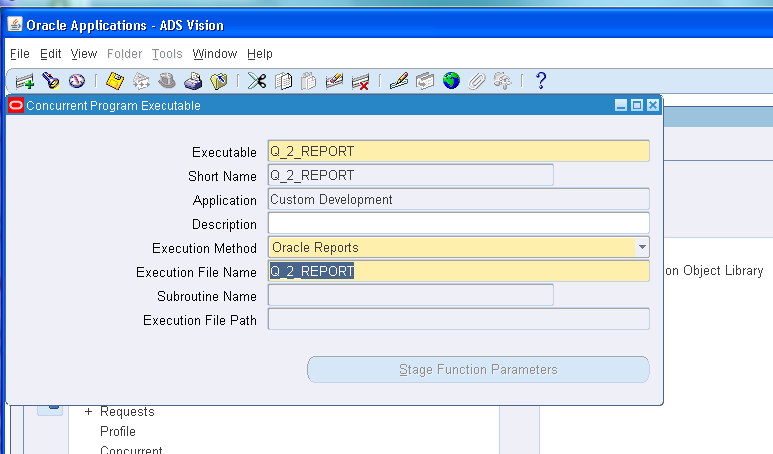 Oracle Applications - ADS Vision
File Edit View Folder Tools Window Help
Concurrent Program Executable
Executable Q_2_REPORT
Short Name Q_2_REPORT
Application Custom Development
Description
Execution Method Oracle Reports
Execution File Name Q_2_REPORT
on Object Library
Subroutine Name
Execution File Path
Stage Function Parameters
+ Requests
Profile
Concurrent